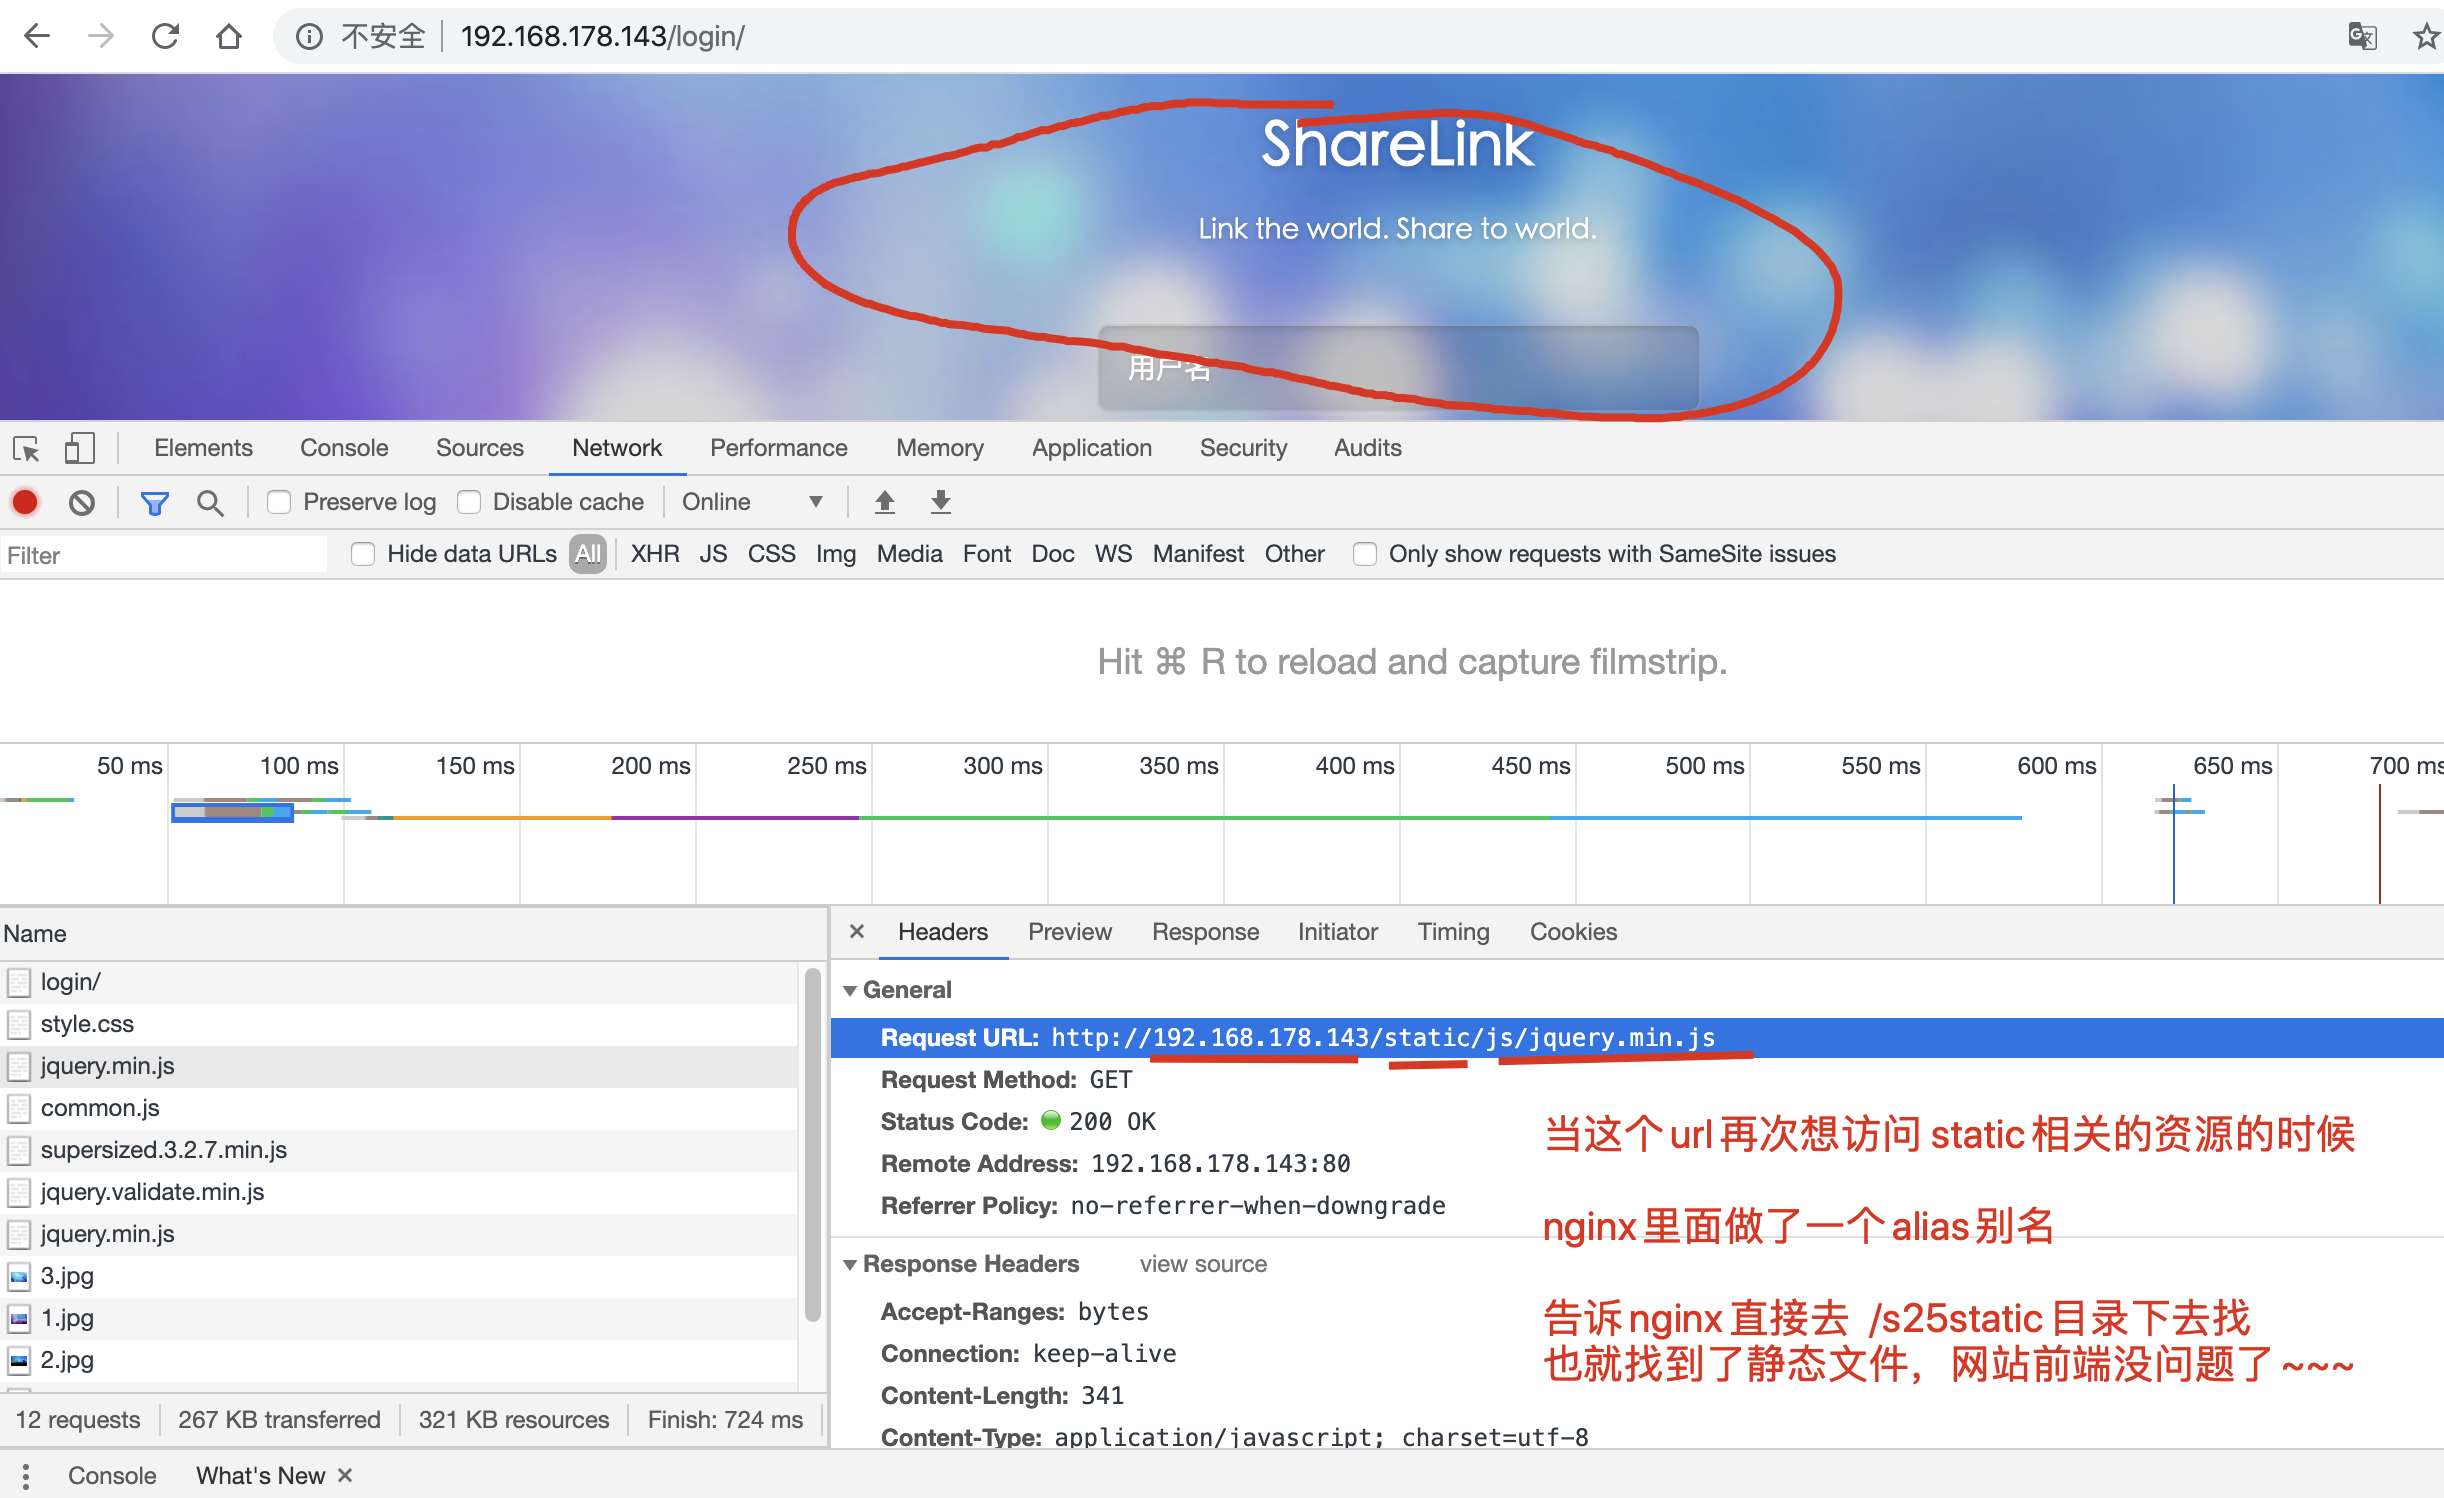 不安全 192.168.178.143/login/
ShareLink
Link the world. Share to world.
用户名
Elements Console Sources Network Performance Memory Application Security Audits
Preserve log Disable cache Online
Filter Hide data URLs All XHR JS CSS Img Media Font Doc WS Manifest Other Only show requests with SameSite issues
Hit ⌘ R to reload and capture filmstrip.
50 ms 100 ms 150 ms 200 ms 250 ms 300 ms 350 ms 400 ms 450 ms 500 ms 550 ms 600 ms 650 ms 700 ms
Name
login/
style.css
jquery.min.js
common.js
supersized.3.2.7.min.js
jquery.validate.min.js
jquery.min.js
3.jpg
1.jpg
2.jpg
12 requests 267 KB transferred 321 KB resources Finish: 724 ms
Headers Preview Response Initiator Timing Cookies
General
Request URL: http://192.168.178.143/static/js/jquery.min.js
Request Method: GET
Status Code: 200 OK
Remote Address: 192.168.178.143:80
Referrer Policy: no-referrer-when-downgrade
Response Headers view source
Accept-Ranges: bytes
Connection: keep-alive
Content-Length: 341
Content-Type: application/javascript; charset=utf-8
当这个url再次想访问 static相关的资源的时候
nginx里面做了一个alias别名
告诉nginx直接去 /s25static目录下去找
也就找到了静态文件，网站前端没问题了~~~
Console What's New